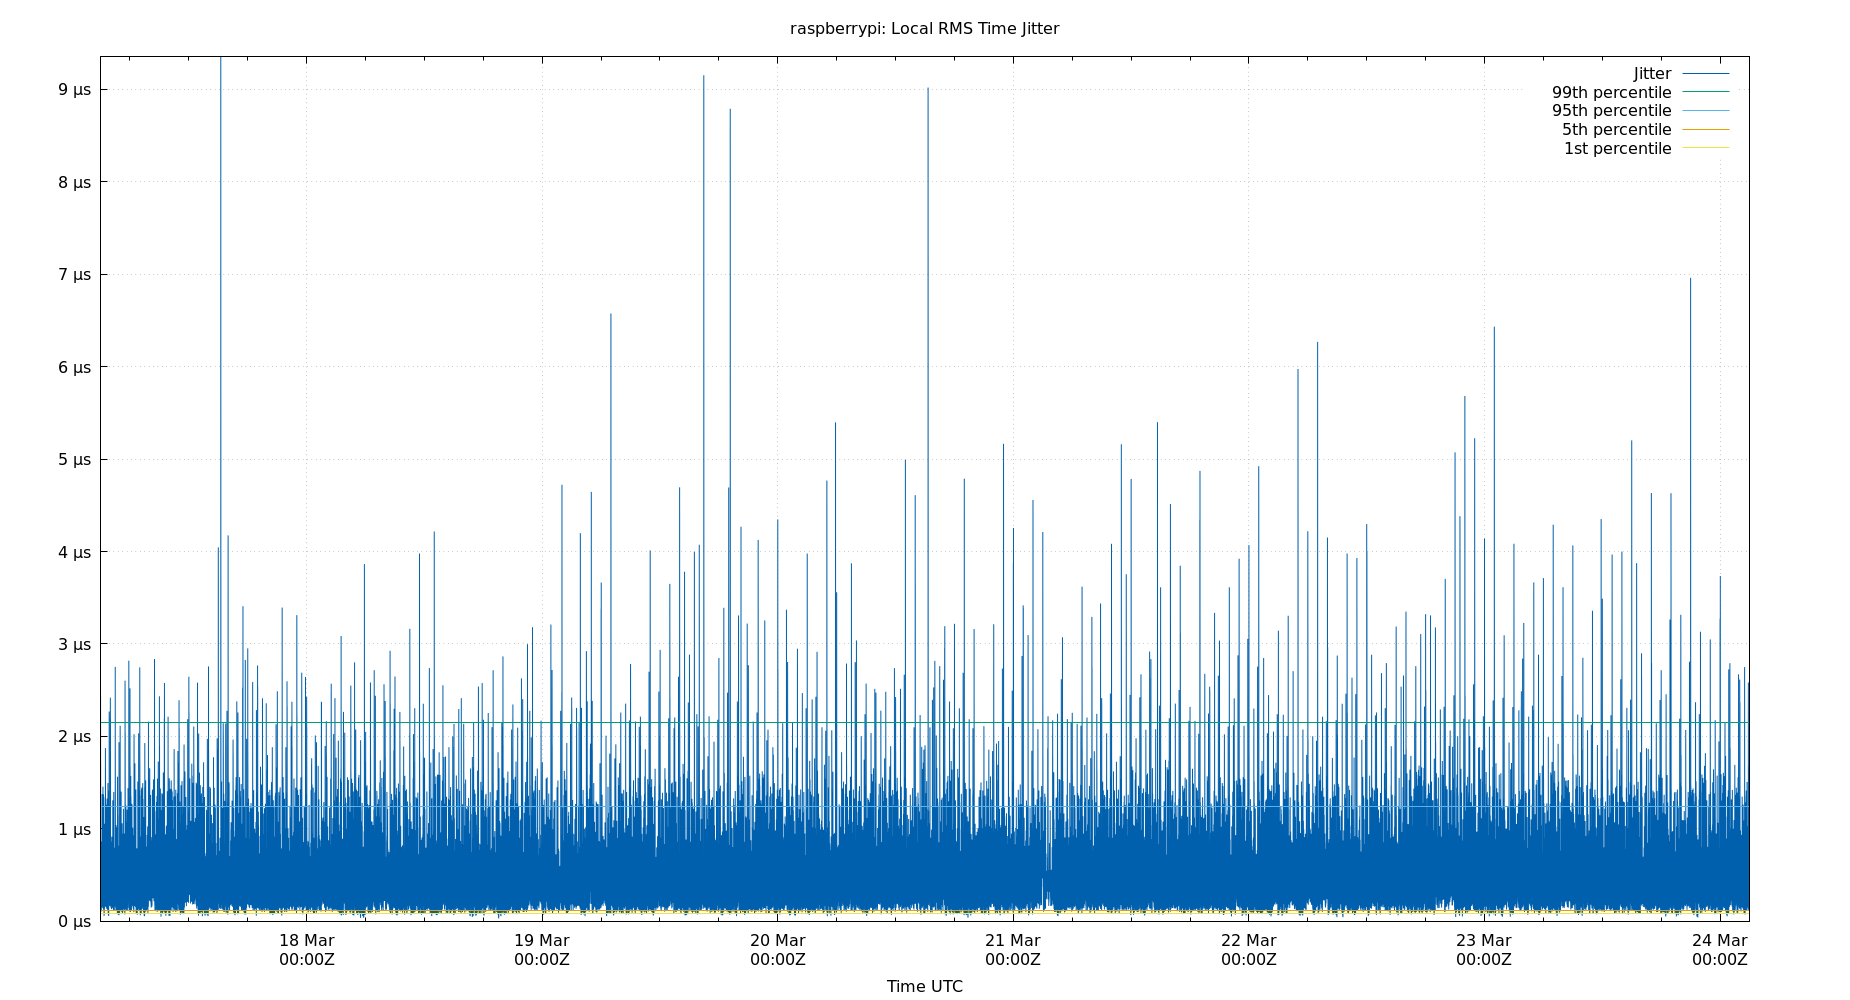 raspberrypi: Local RMS Time Jitter
Jitter
99th percentile
95th percentile
5th percentile
1st percentile
9 µs
8 µs
7 µs
6 µs
5 µs
4 µs
3 µs
2 µs
1 µs
0 µs
18 Mar
00:00Z
19 Mar
00:00Z
20 Mar
00:00Z
21 Mar
00:00Z
22 Mar
00:00Z
23 Mar
00:00Z
24 Mar
00:00Z
Time UTC